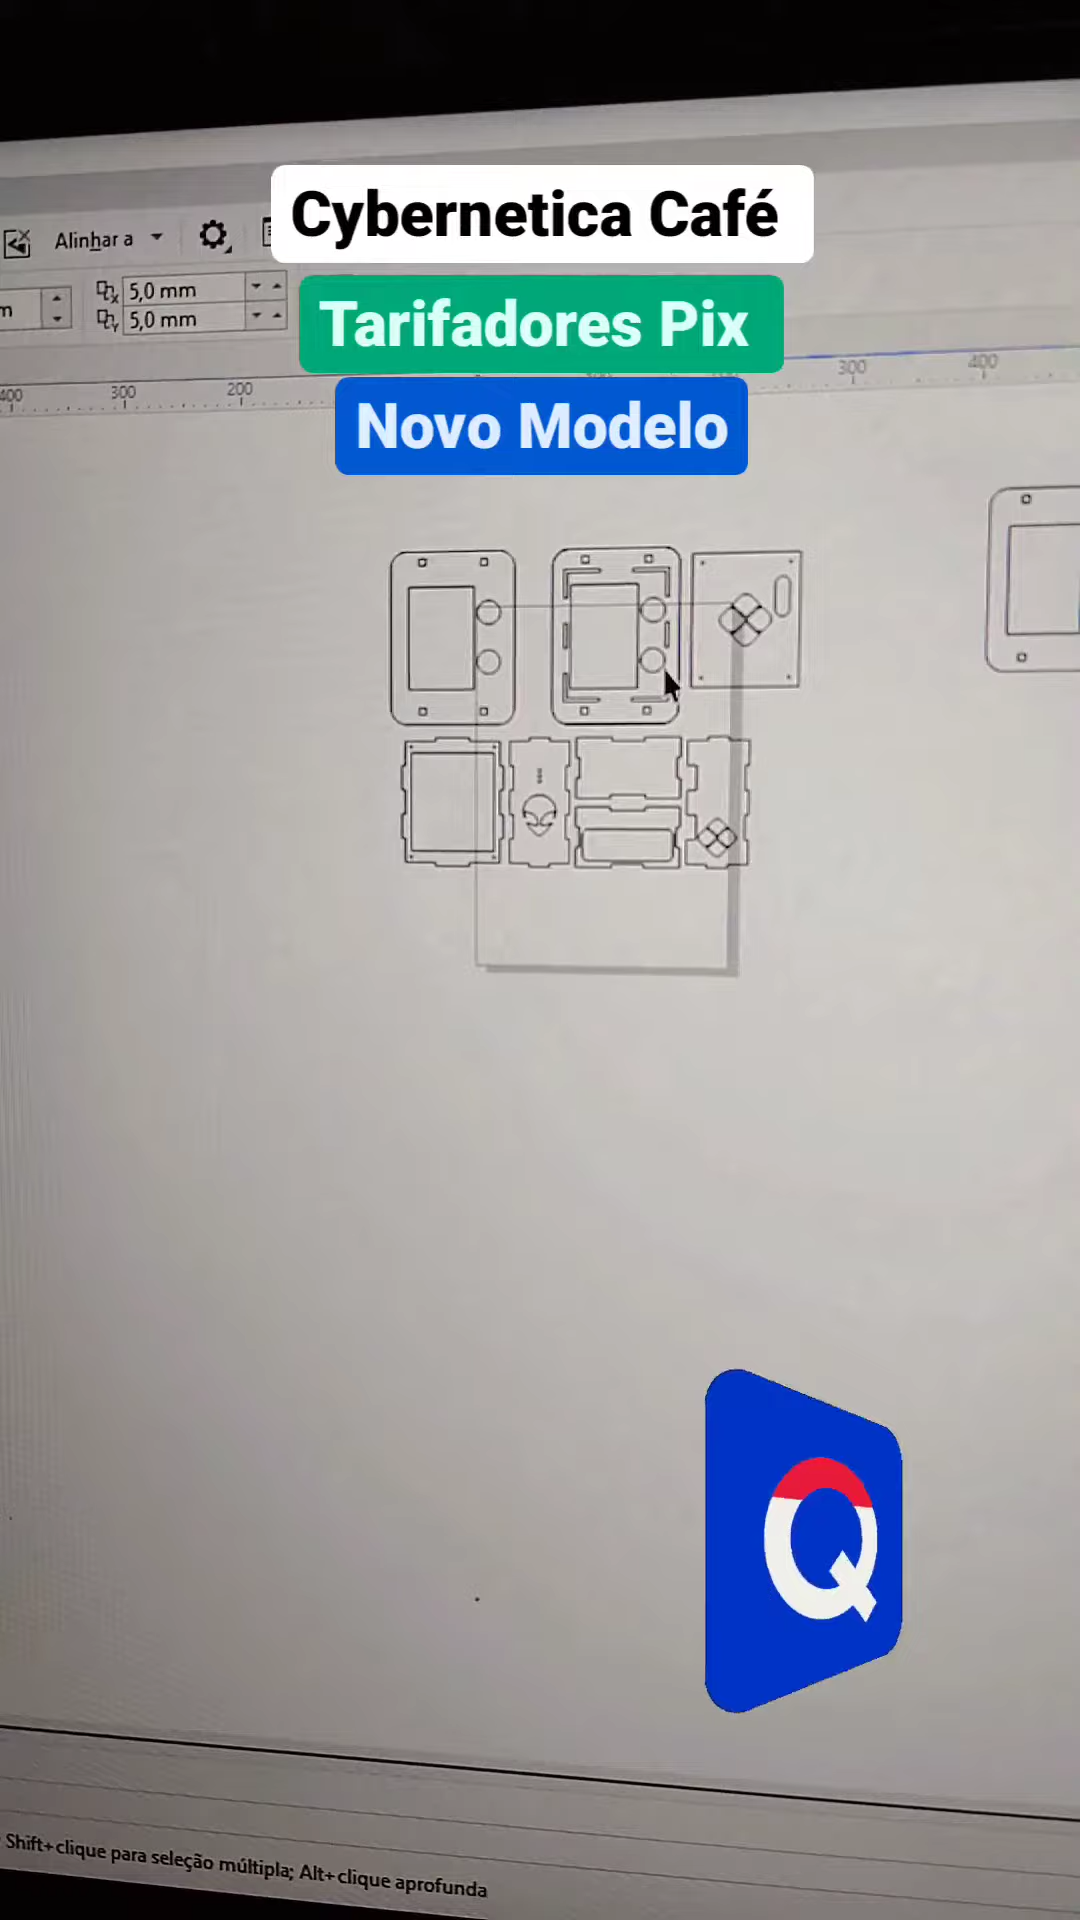 Cybernetica Café
Alinhar a
Tarifadores Pix
5,0 mm
m
5,0 mm
Novo Modelo
400
300
200
300
400
Q
Shift+clique para seleção múltipla; Alt+clique aprofunda